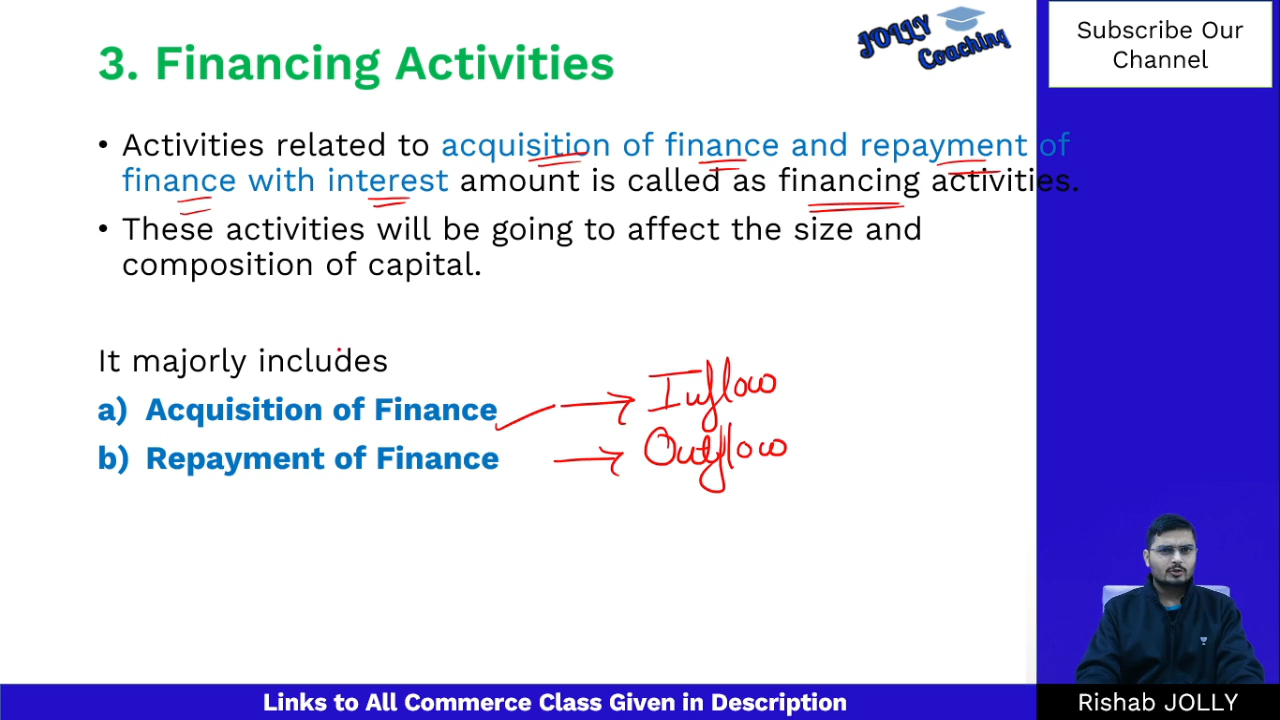 3. Financing Activities
JOLLY
Coaching
Subscribe Our
Channel
• Activities related to acquisition of finance and repayment of
finance with interest amount is called as financing activities.
• These activities will be going to affect the size and
composition of capital.
It majorly includes
a) Acquisition of Finance → Inflow
b) Repayment of Finance → Outflow
Links to All Commerce Class Given in Description
Rishab JOLLY